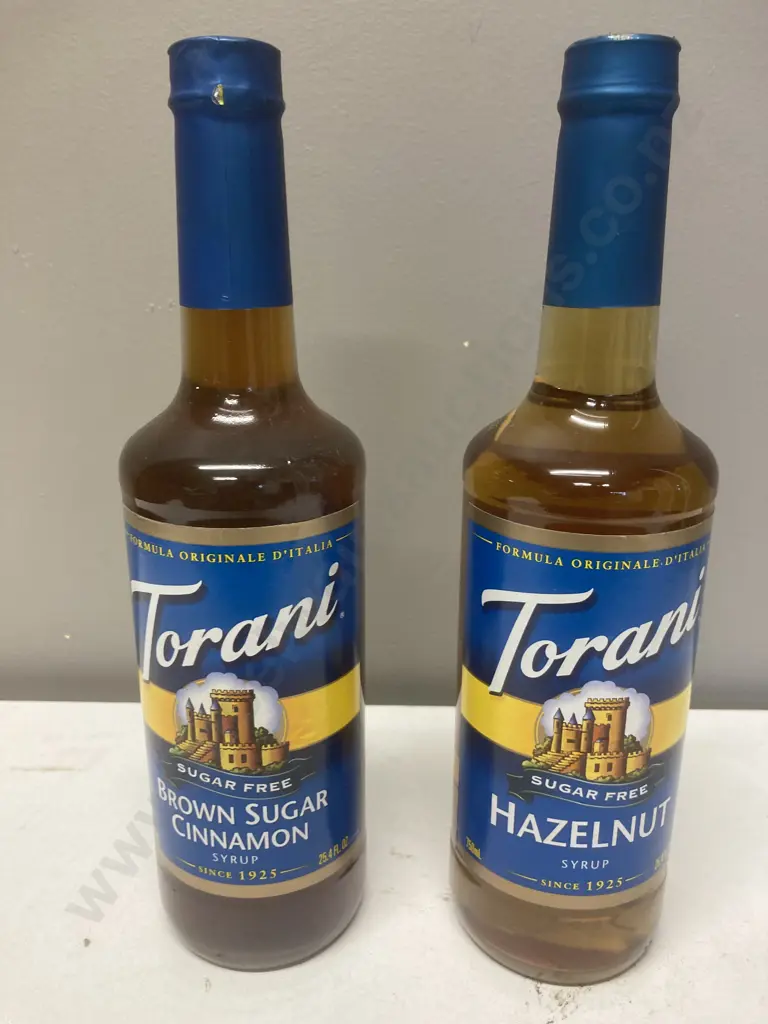 FORMULA ORIGINALE D'ITALIA
Torani
SUGAR FREE
BROWN SUGAR
CINNAMON
SYRUP
25.4 FL OZ
SINCE 1925
FORMULA ORIGINALE D'ITALIA
Torani
SUGAR FREE
HAZELNUT
750mL
SYRUP
SINCE 1925